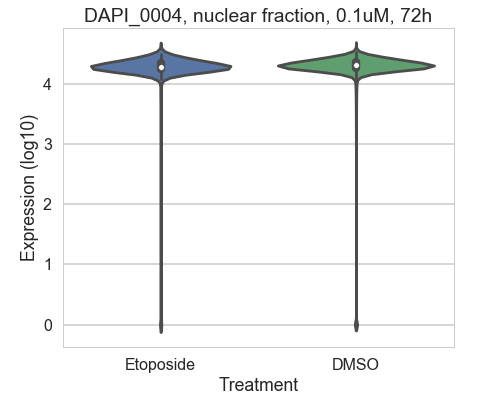 DAPI_0004, nuclear fraction, 0.1uM, 72h
Expression (log10)
4
3
2
1
0
Etoposide DMSO
Treatment